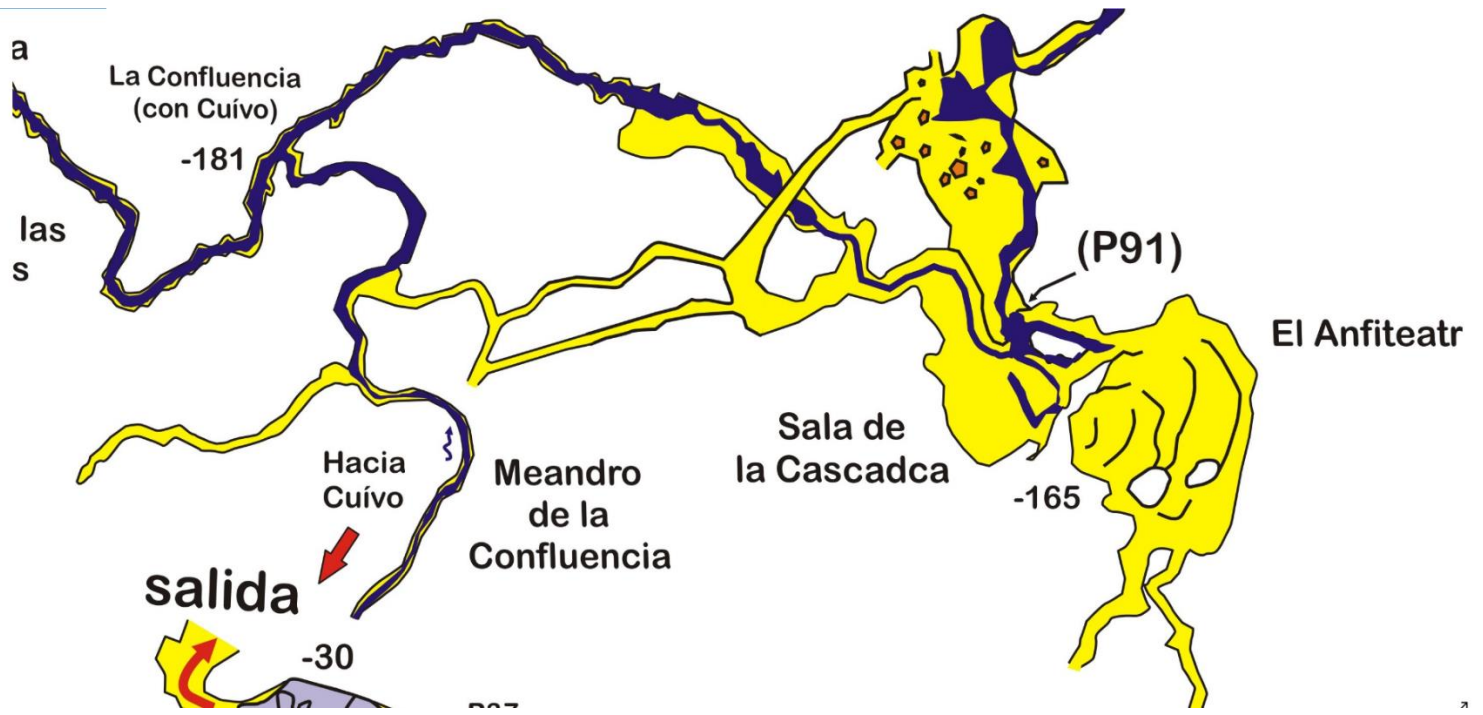 a
La Confluencia
(con Cuívo)
-181
las
s
(P91)
El Anfiteatr
Sala de
la Cascadca
-165
Hacia
Cuívo
Meandro
de la
Confluencia
salida
-30